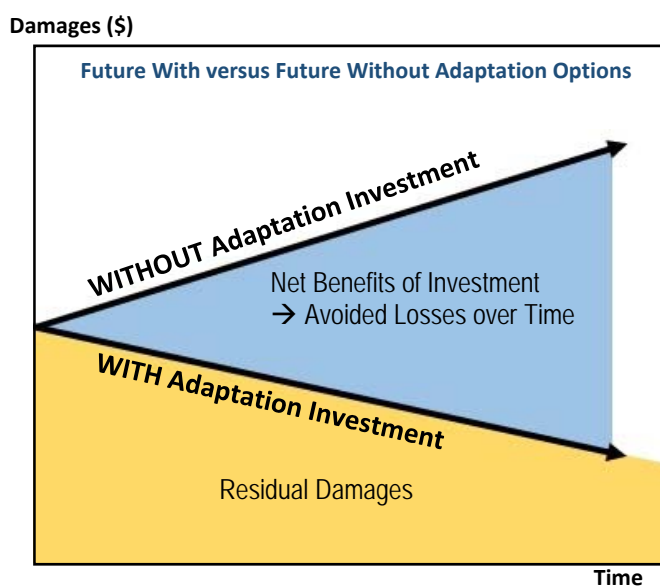 Damages ($)
Future With versus Future Without Adaptation Options
WITHOUT Adaptation Investment
Net Benefits of Investment
→ Avoided Losses over Time
WITH Adaptation Investment
Residual Damages
Time